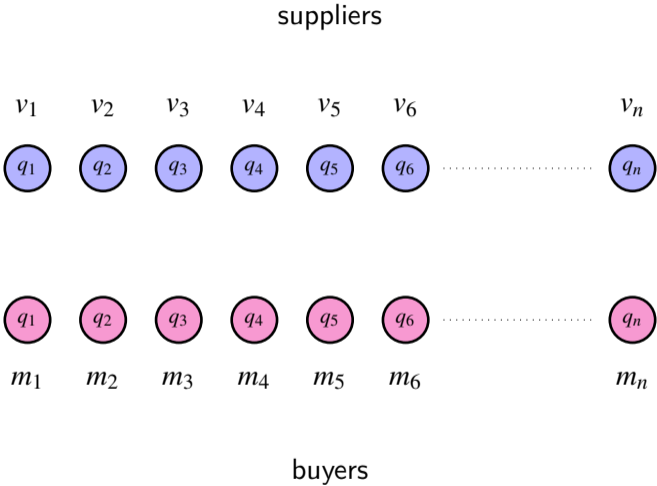 suppliers
v1 v2 v3 v4 v5 v6 vn
q1 q2 q3 q4 q5 q6 qn
q1 q2 q3 q4 q5 q6 qn
m1 m2 m3 m4 m5 m6 mn
buyers